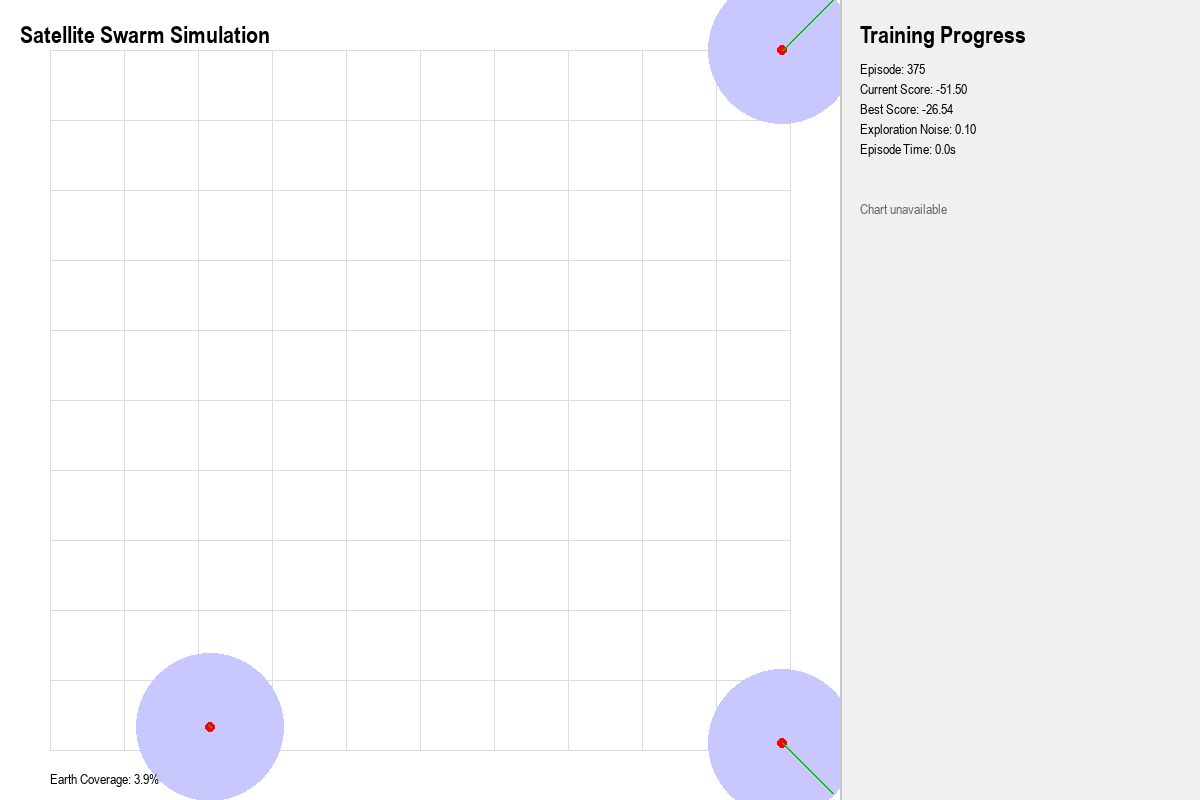 Satellite Swarm Simulation
Training Progress
Episode: 375
Current Score: -51.50
Best Score: -26.54
Exploration Noise: 0.10
Episode Time: 0.0s
Chart unavailable
Earth Coverage: 3.9%